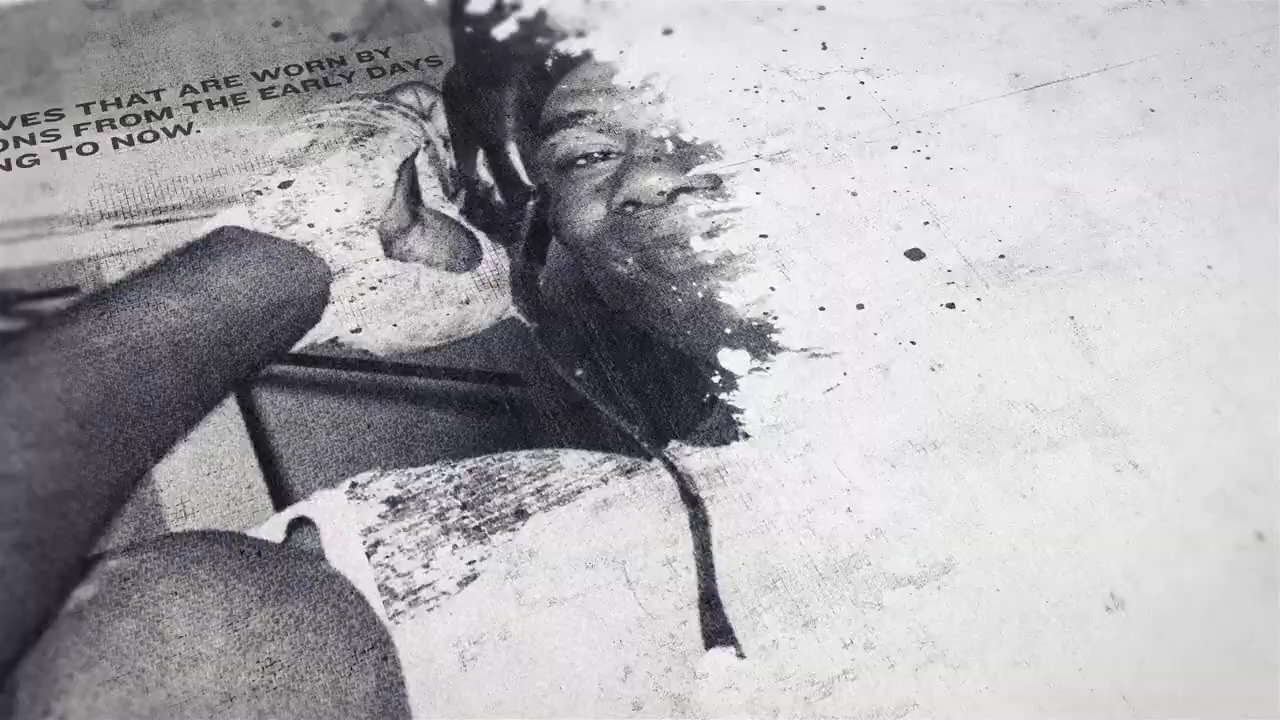 VES THAT ARE WORN BY
ONS FROM THE EARLY DAYS
NG TO NOW.